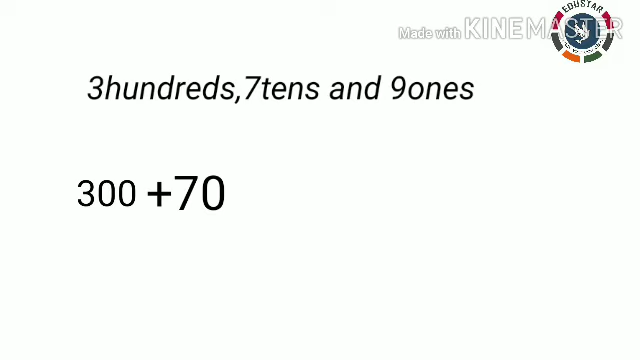 EDUSTAR
Made with KINEMASTER
3hundreds,7tens and 9ones
300 +70